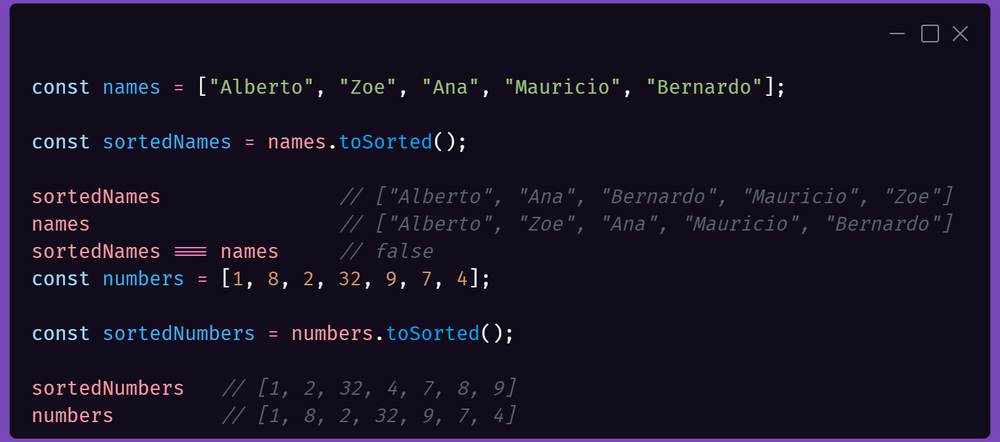 const names = ["Alberto", "Zoe", "Ana", "Mauricio", "Bernardo"];
const sortedNames = names.toSorted();
sortedNames // ["Alberto", "Ana", "Bernardo", "Mauricio", "Zoe"]
names // ["Alberto", "Zoe", "Ana", "Mauricio", "Bernardo"]
sortedNames === names // false
const numbers = [1, 8, 2, 32, 9, 7, 4];
const sortedNumbers = numbers.toSorted();
sortedNumbers // [1, 2, 32, 4, 7, 8, 9]
numbers // [1, 8, 2, 32, 9, 7, 4]